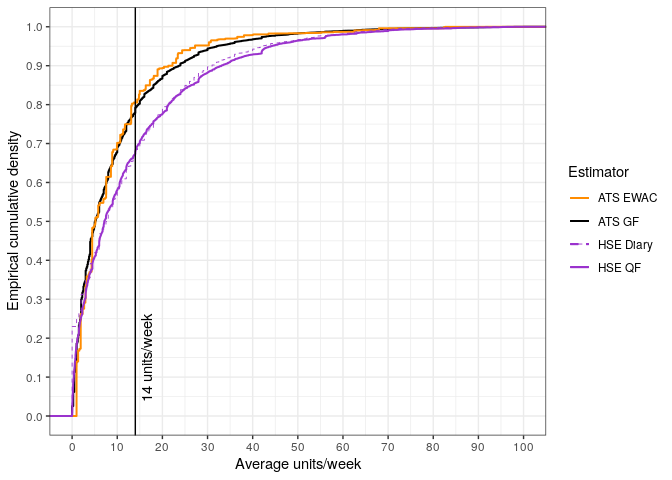 1.0
0.9
0.8
0.7
0.6
0.5
0.4
0.3
0.2
0.1
0.0
Empirical cumulative density
14 units/week
0 10 20 30 40 50 60 70 80 90 100
Average units/week
Estimator
ATS EWAC
ATS GF
HSE Diary
HSE QF